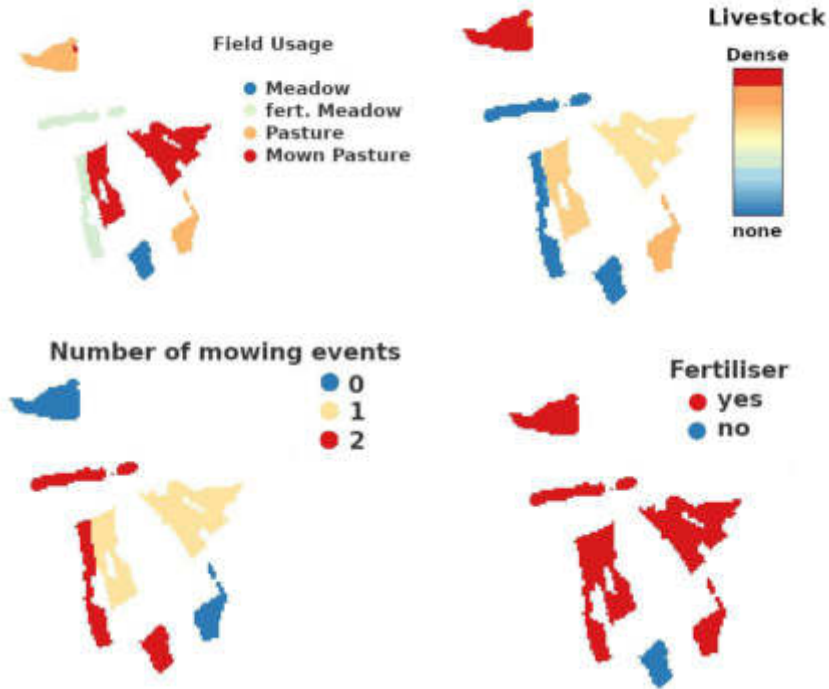 Field Usage
Meadow
fert. Meadow
Pasture
Mown Pasture
Livestock
Dense
none
Number of mowing events
0
1
2
Fertiliser
yes
no